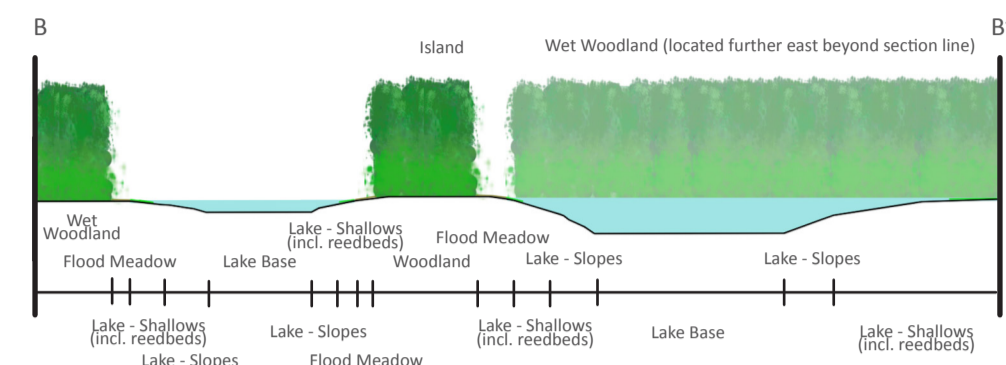 B
B
Island
Wet Woodland (located further east beyond section line)
Wet
Woodland
Lake - Shallows
(incl. reedbeds)
Flood Meadow
Flood Meadow
Lake Base
Woodland
Lake - Slopes
Lake - Slopes
Lake - Shallows
(incl. reedbeds)
Lake - Slopes
Lake - Shallows
(incl. reedbeds)
Lake Base
Lake - Shallows
(incl. reedbeds)
Lake - Slopes
Flood Meadow